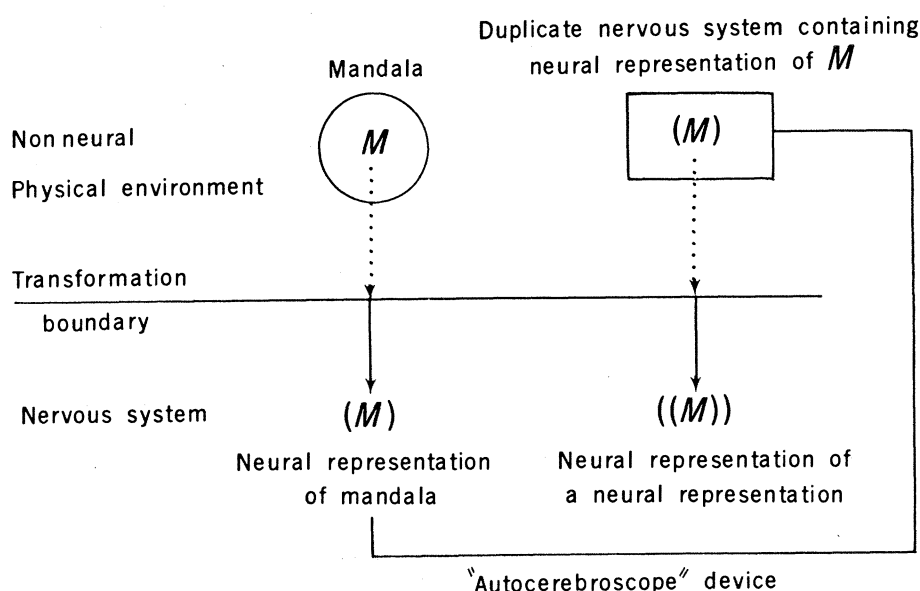 Duplicate nervous system containing
neural representation of M
Mandala
Non neural
M
(M)
Physical environment
Transformation
boundary
Nervous system
(M)
((M))
Neural representation
of mandala
Neural representation of
a neural representation
"Autocerebroscope" device